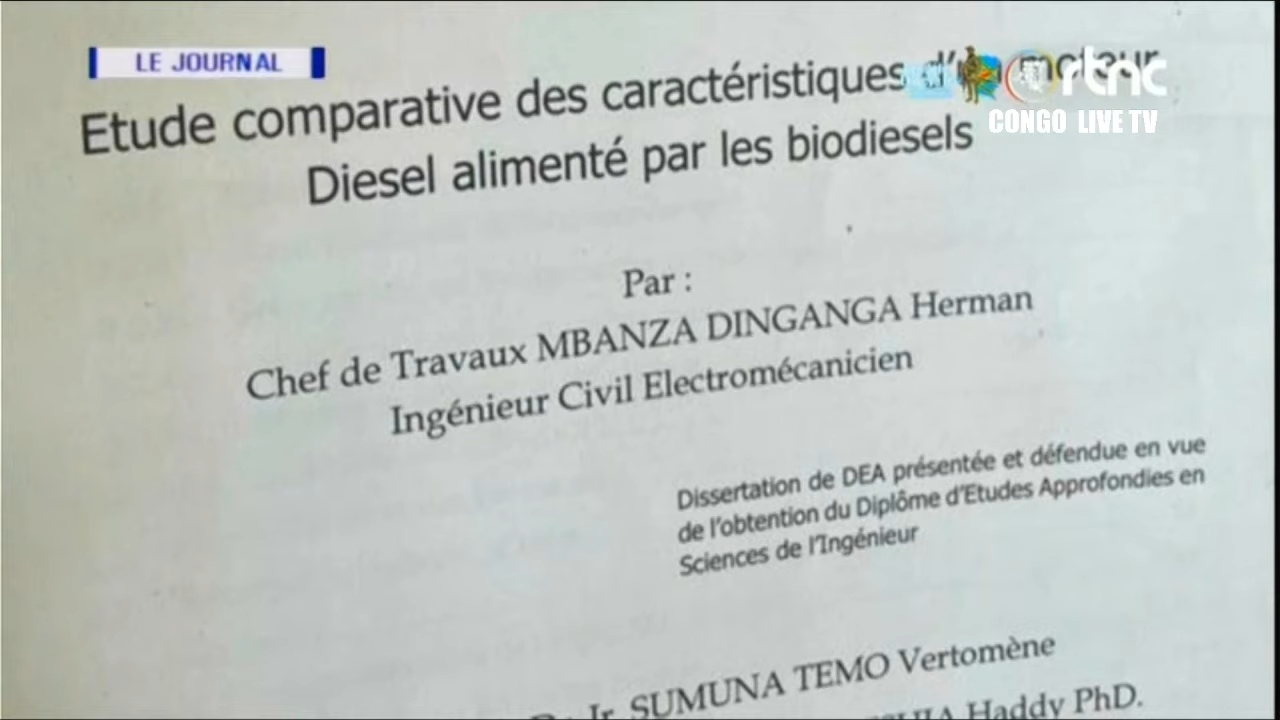 LE JOURNAL
rtnc
CONGO LIVE TV
Etude comparative des caractéristiques d'un moteur
Diesel alimenté par les biodiesels
Par :
Chef de Travaux MBANZA DINGANGA Herman
Ingénieur Civil Electromécanicien
Dissertation de DEA présentée et défendue en vue
de l'obtention du Diplôme d'Etudes Approfondies en
Sciences de l'Ingénieur
Ir SUMUNA TEMO Vertomène
Haddy PhD.